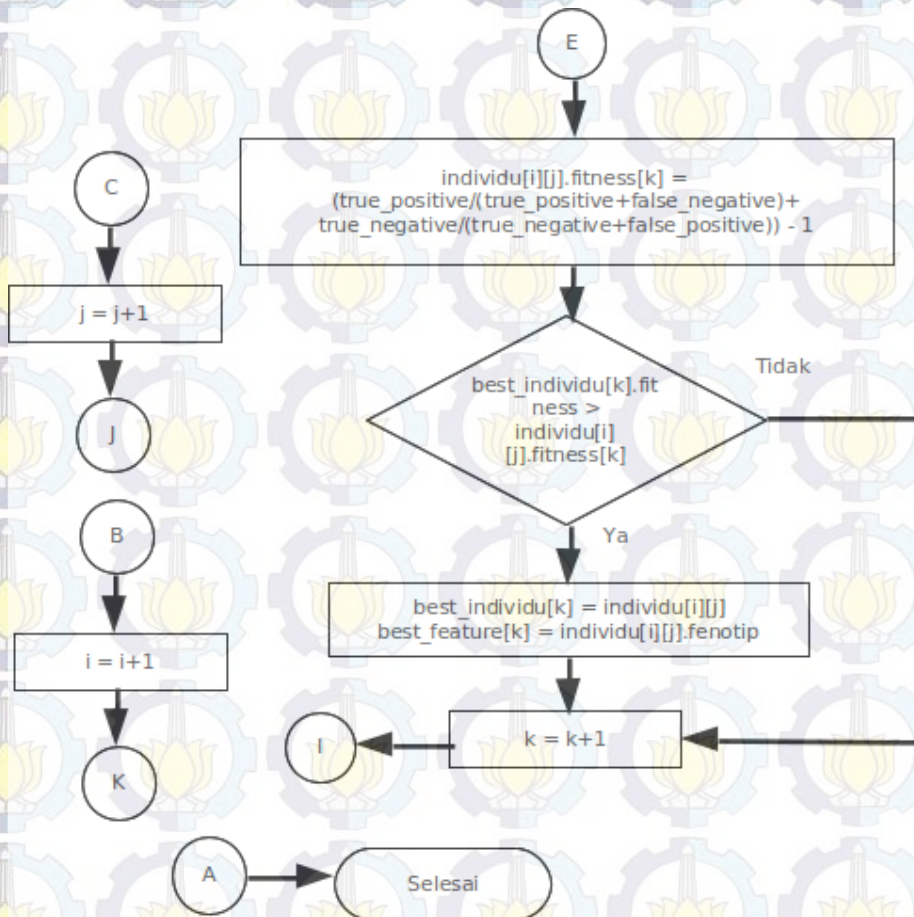 E
individu[i][j].fitness[k] =
(true_positive/(true_positive+false_negative)+
true_negative/(true_negative+false_positive)) - 1
C
j = j+1
J
best_individu[k].fit
ness >
individu[i]
[j].fitness[k]
Tidak
Ya
B
i = i+1
K
best_individu[k] = individu[i][j]
best_feature[k] = individu[i][j].fenotip
k = k+1
I
A
Selesai